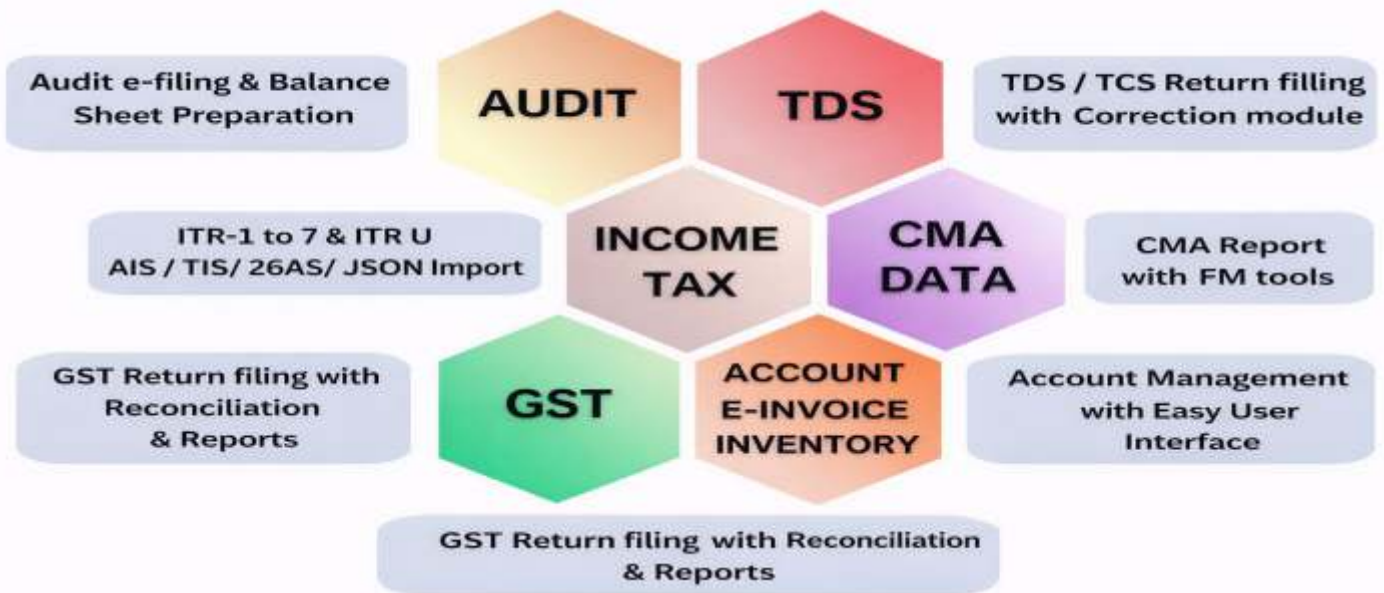 Audit e-filing & Balance
Sheet Preparation
AUDIT
TDS
TDS / TCS Return filling
with Correction module
ITR-1 to 7 & ITR U
AIS / TIS/ 26AS/ JSON Import
INCOME
TAX
CMA
DATA
CMA Report
with FM tools
GST Return filing with
Reconciliation
& Reports
GST
ACCOUNT
E-INVOICE
INVENTORY
Account Management
with Easy User
Interface
GST Return filing with Reconciliation
& Reports